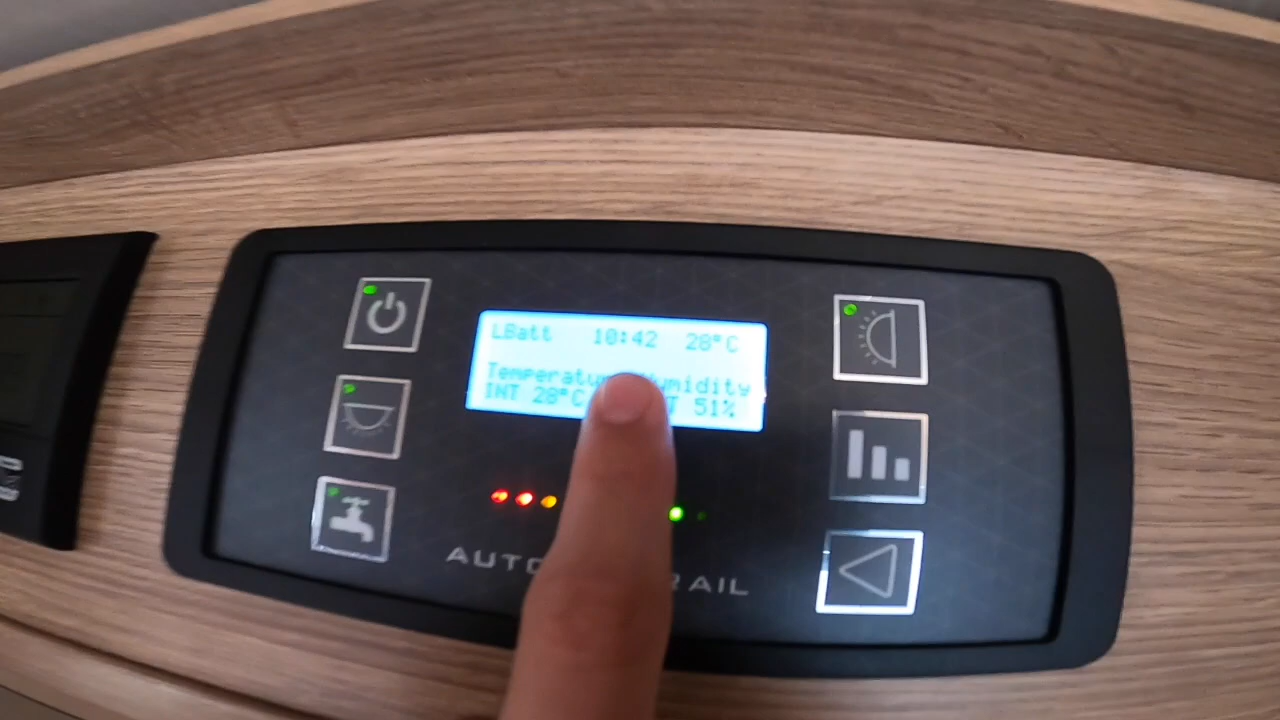 LBatt 10:42 28°C
Temperature Humidity
INT 28°C 51%
AUTO RAIL